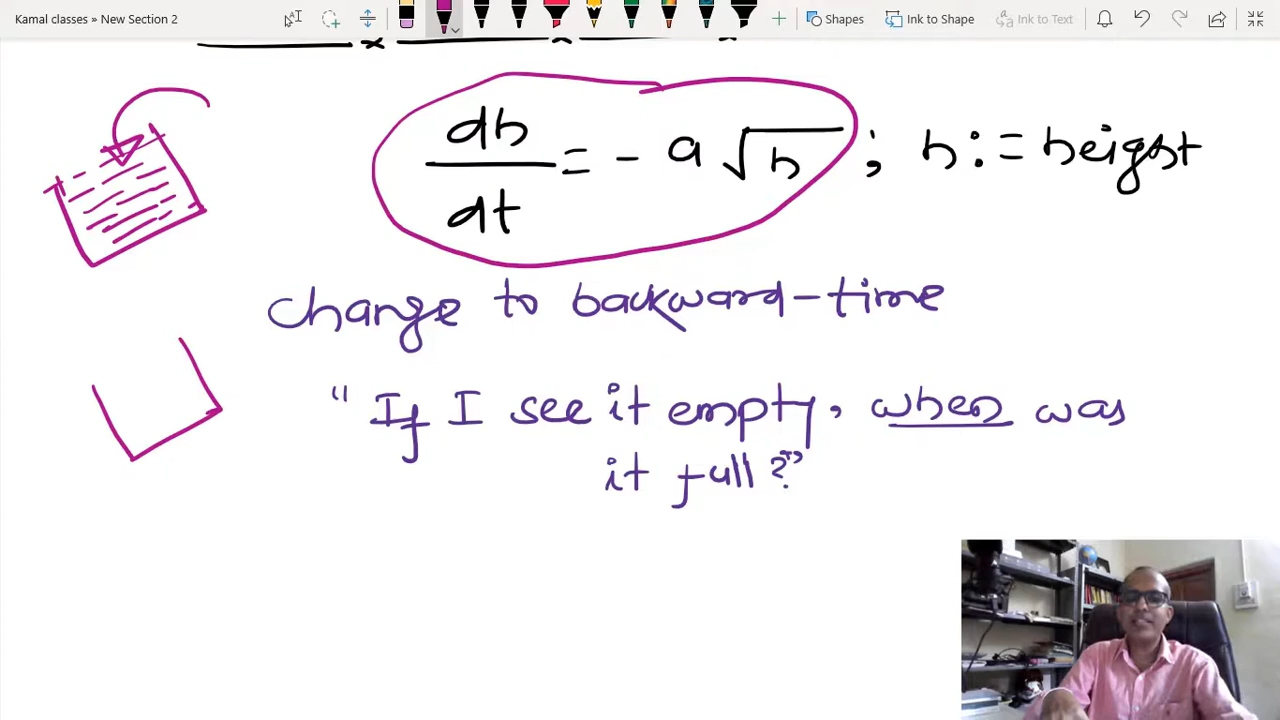 Kamal classes » New Section 2
Shapes
Ink to Shape
Ink to Text
dh
dt
= - a √h ; h := height
change to backward-time
"If I see it empty, when was
it full?"